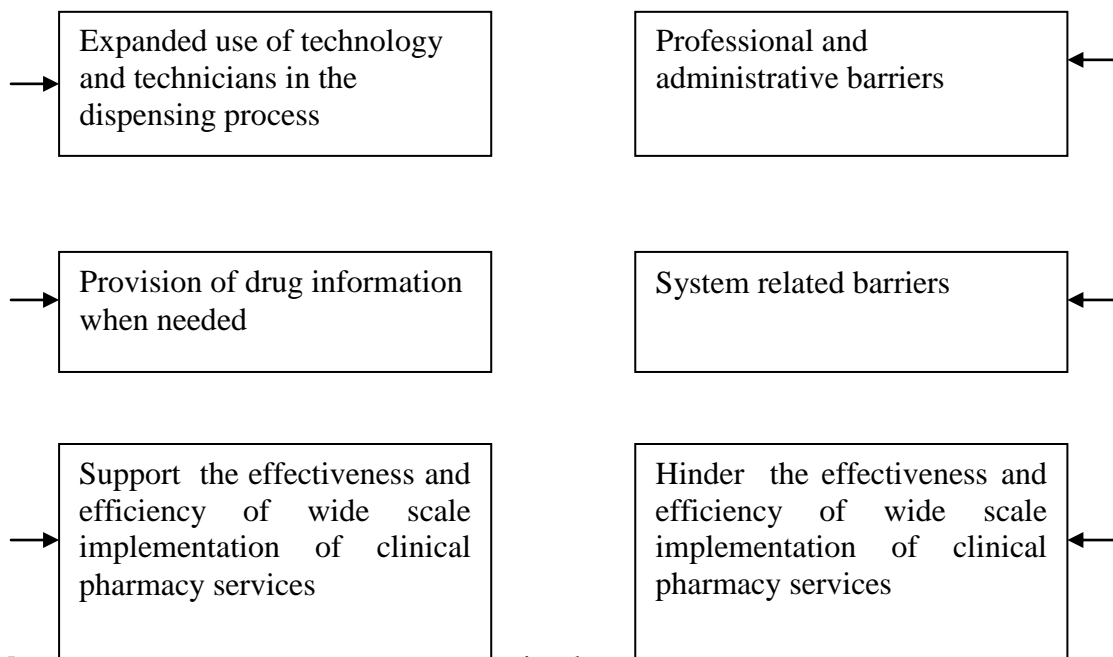 Expanded use of technology
and technicians in the
dispensing process
Professional and
administrative barriers
Provision of drug information
when needed
System related barriers
Support the effectiveness and
efficiency of wide scale
implementation of clinical
pharmacy services
Hinder the effectiveness and
efficiency of wide scale
implementation of clinical
pharmacy services